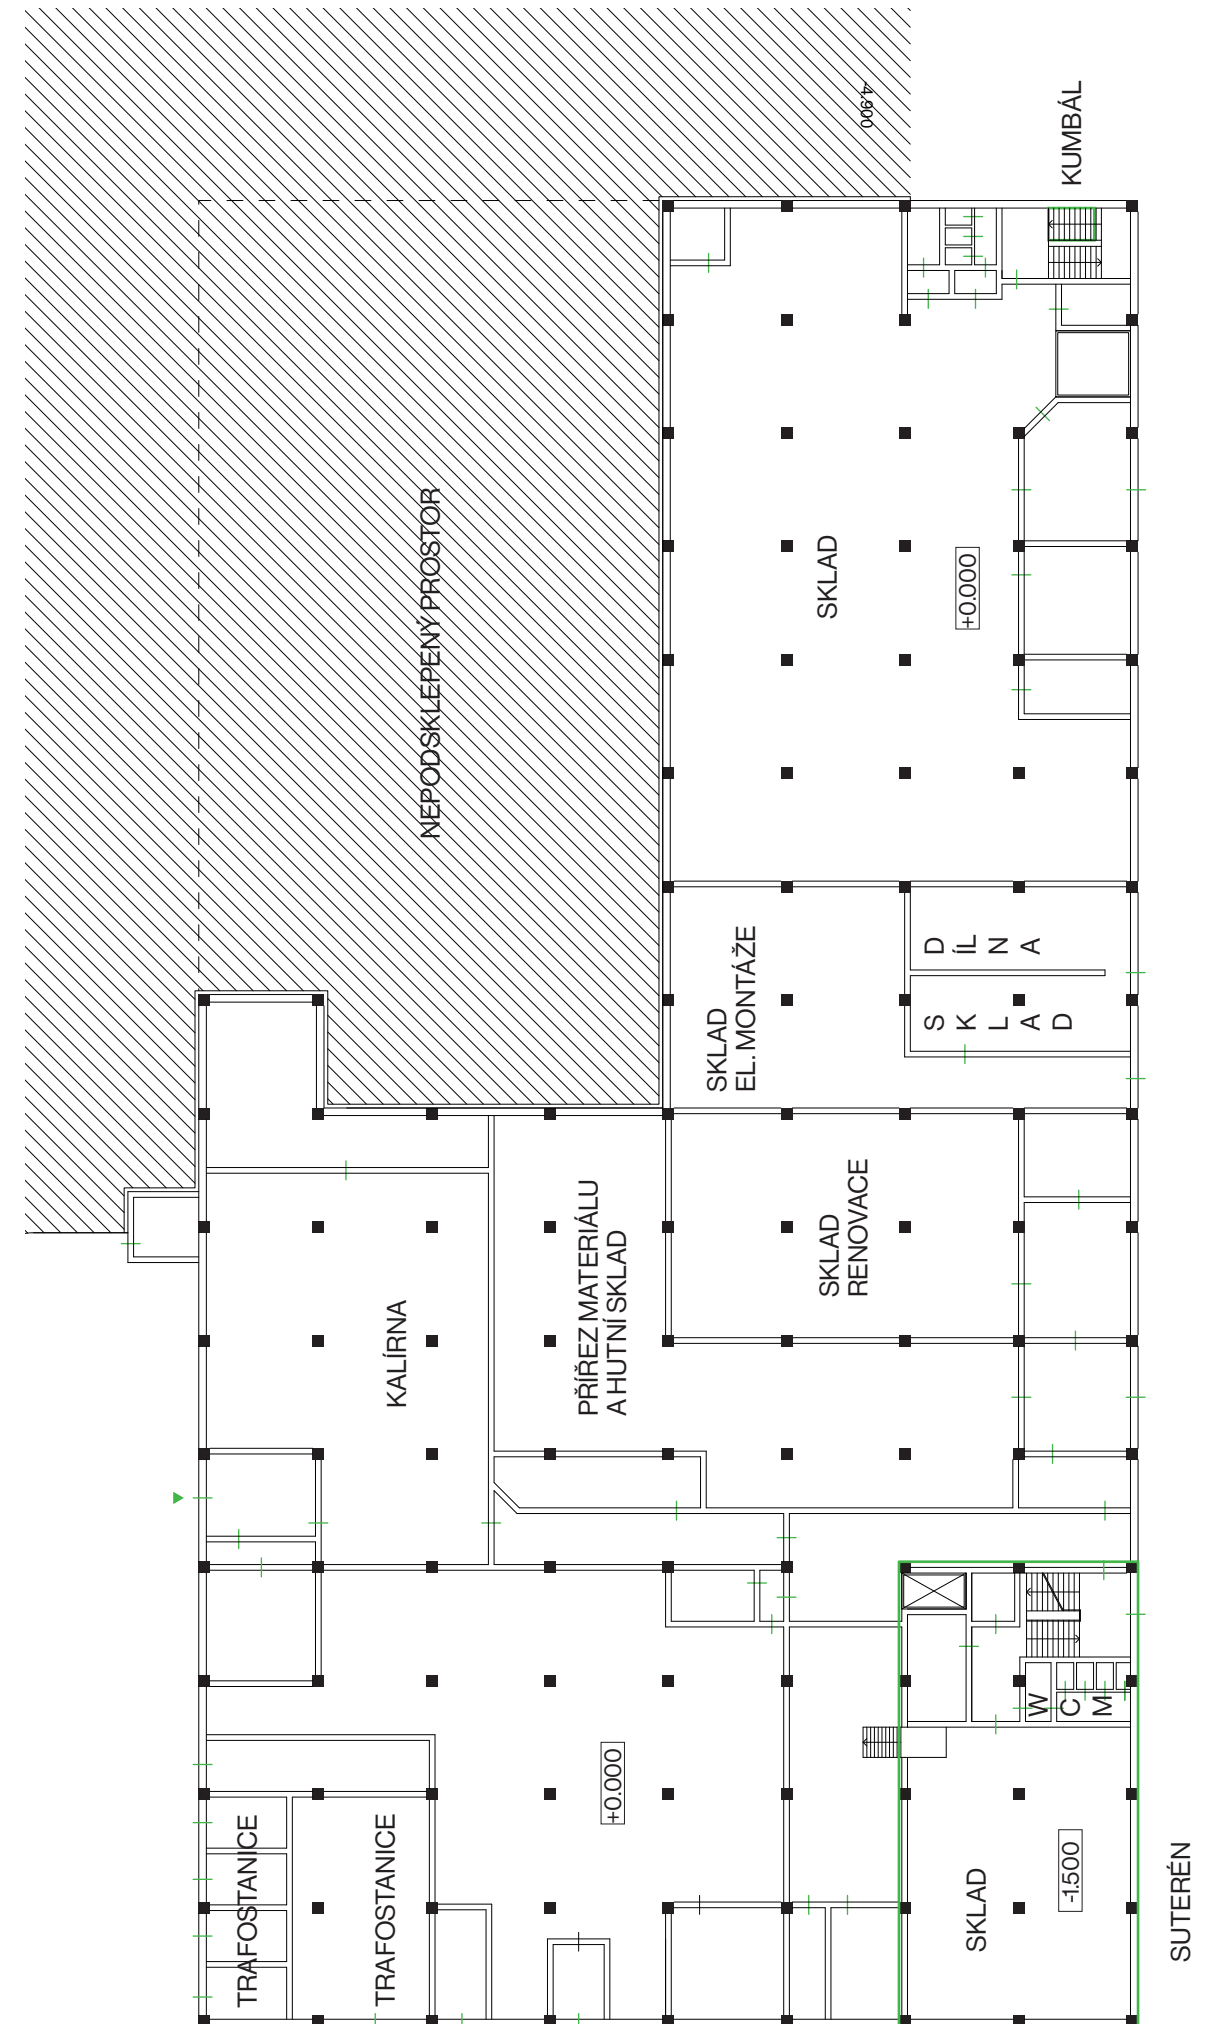 -4.900
KUMBÁL
NEPODSKLEPENÝ PROSTOR
SKLAD
+0.000
SKLAD
EL. MONTÁŽE
DÍLNA
SKLAD
PŘÍŘEZ MATERIÁLU
A HUTNÍ SKLAD
SKLAD
RENOVACE
KALÍRNA
WCM
+0.000
TRAFOSTANICE
TRAFOSTANICE
SKLAD
-1.500
SUTERÉN